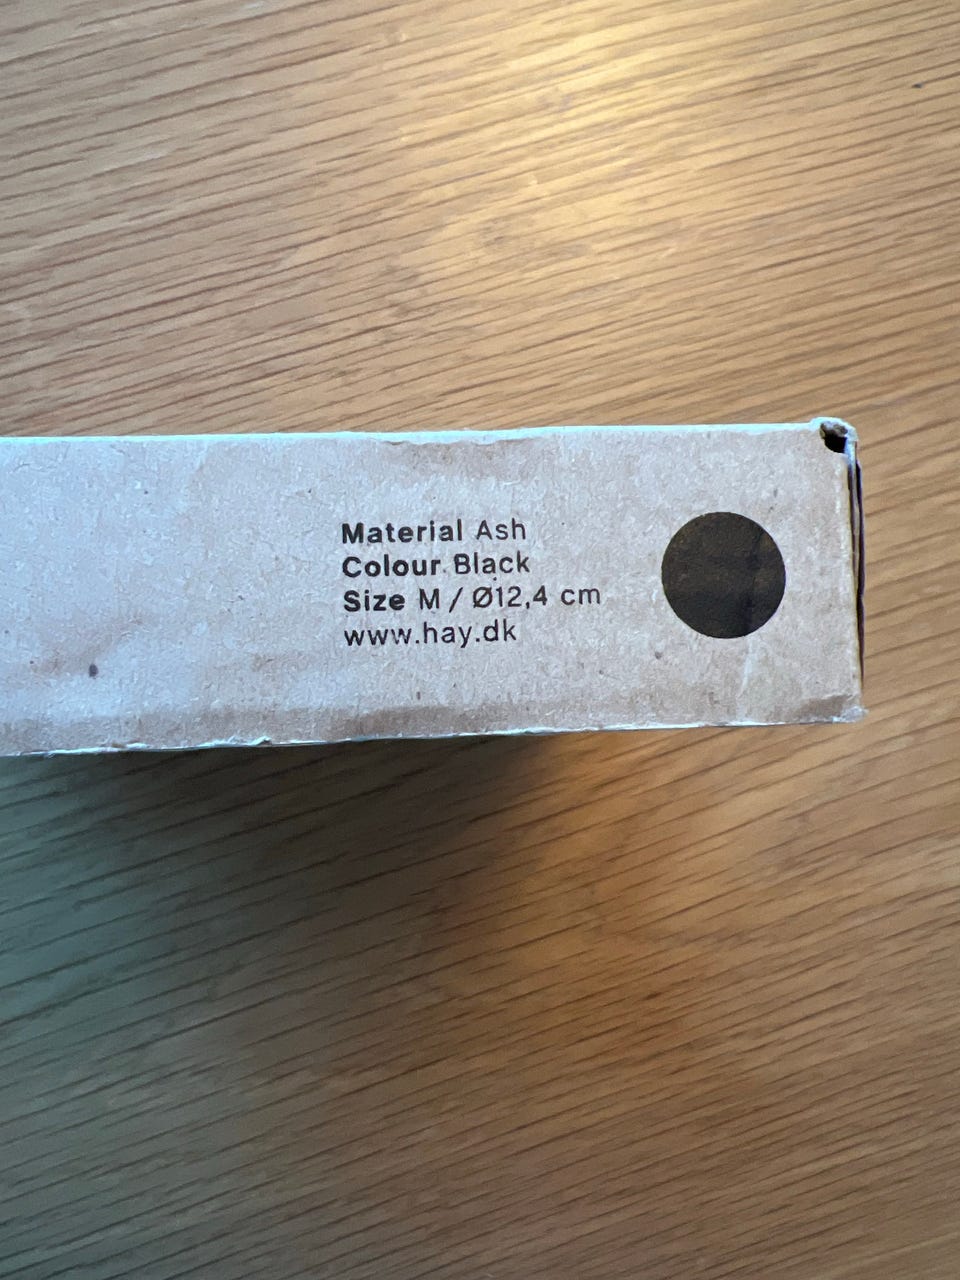 Material Ash
Colour Black
Size M / Ø12,4 cm
www.hay.dk